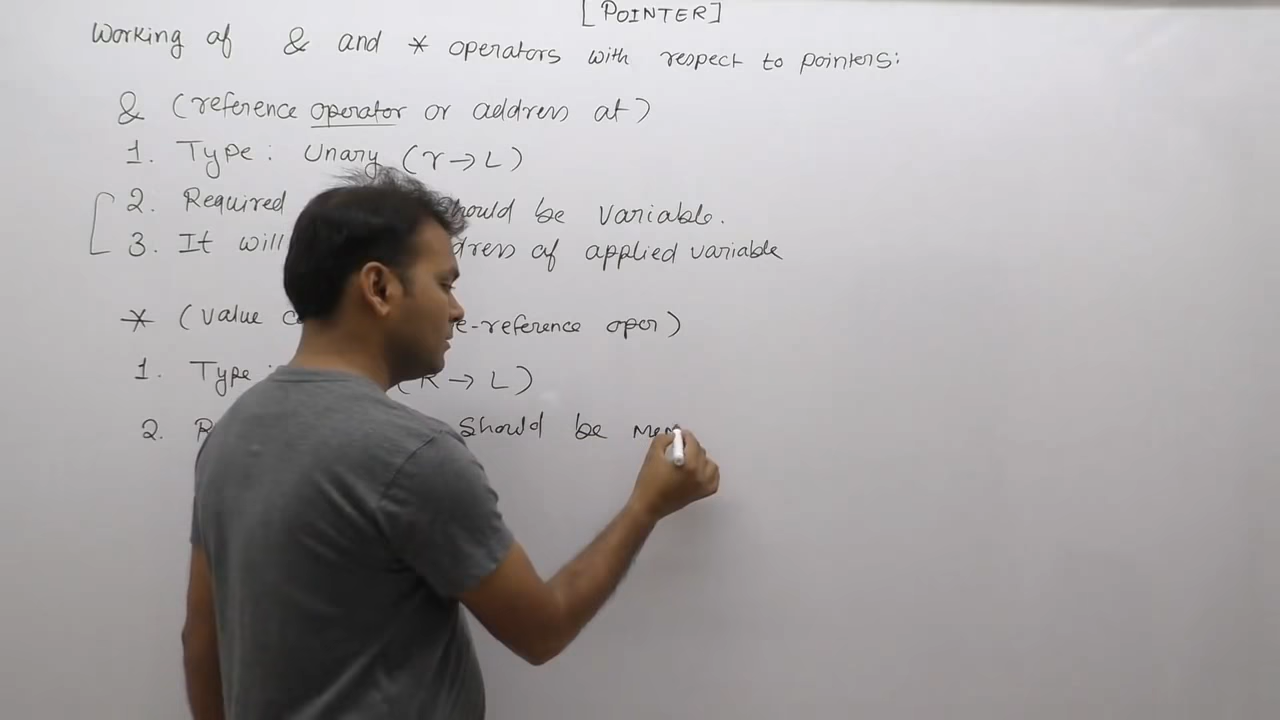 [POINTER]
Working of & and * operators with respect to pointers:
& (reference operator or address at)
1. Type: Unary (r→L)
2. Required should be variable.
3. It will of applied variable
* (value e-reference oper)
1. Type : (R→L)
2. should be mem